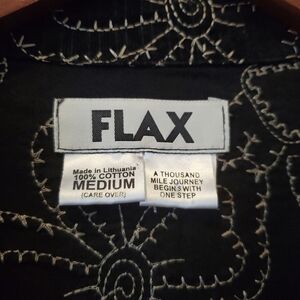 FLAX
Made in Lithuania
100% COTTON
MEDIUM
(CARE OVER)
A THOUSAND
MILE JOURNEY
BEGINS WITH
ONE STEP